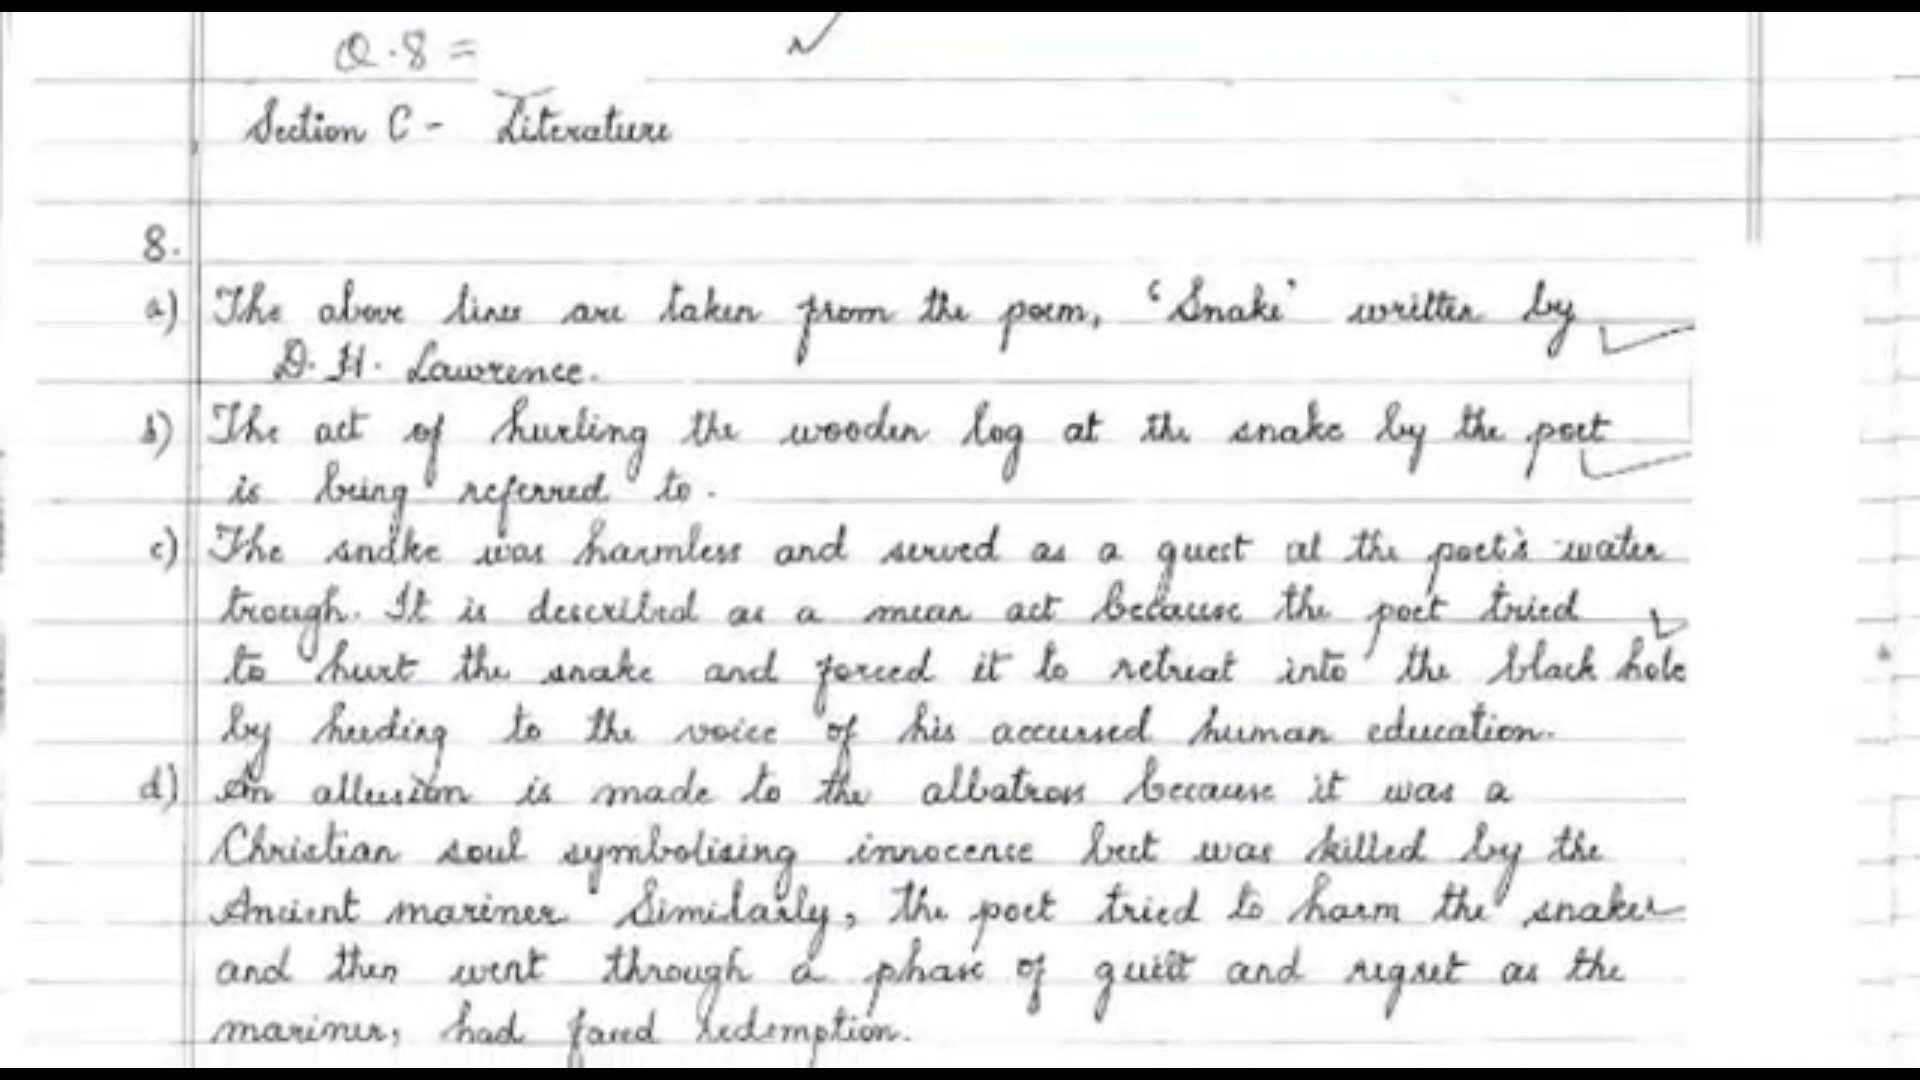 Q.8 =
Section C - Literature
8.
a) The above lines are taken from the poem, 'Snake' written by
D. H. Lawrence.
b) The act of hurling the wooden log at the snake by the poet
is being referred to.
c) The snake was harmless and served as a guest at the poet's water
trough. It is described as a mean act because the poet tried
to hurt the snake and forced it to retreat into the black hole
by heeding to the voice of his accursed human education.
d) An allusion is made to the albatross because it was a
Christian soul symbolising innocence but was killed by the
Ancient mariner. Similarly, the poet tried to harm the snake
and then went through a phase of guilt and regret as the
mariner, had faced redemption.